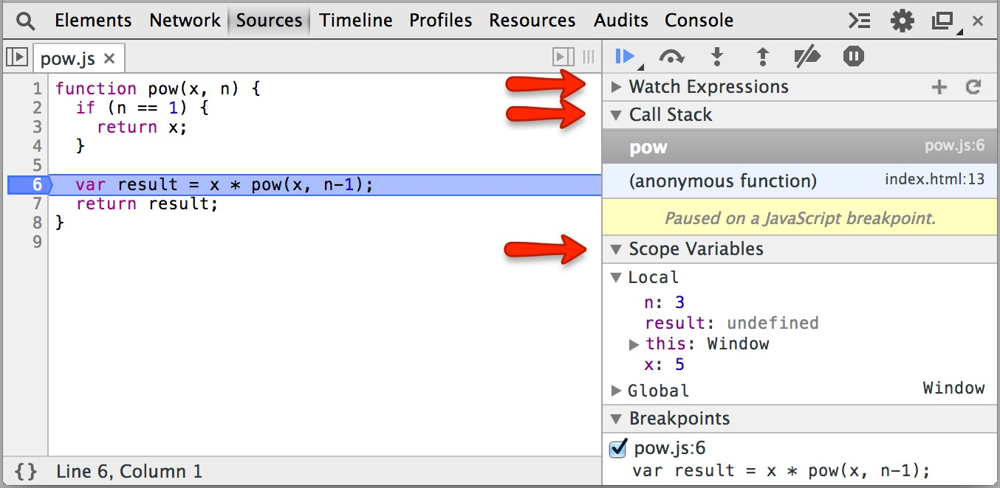 Elements Network Sources Timeline Profiles Resources Audits Console
pow.js ×
1 function pow(x, n) {
2   if (n == 1) {
3     return x;
4   }
5
6   var result = x * pow(x, n-1);
7   return result;
8 }
9
{} Line 6, Column 1
Watch Expressions
Call Stack
pow pow.js:6
(anonymous function) index.html:13
Paused on a JavaScript breakpoint.
Scope Variables
Local
n: 3
result: undefined
this: Window
x: 5
Global Window
Breakpoints
pow.js:6
var result = x * pow(x, n-1);